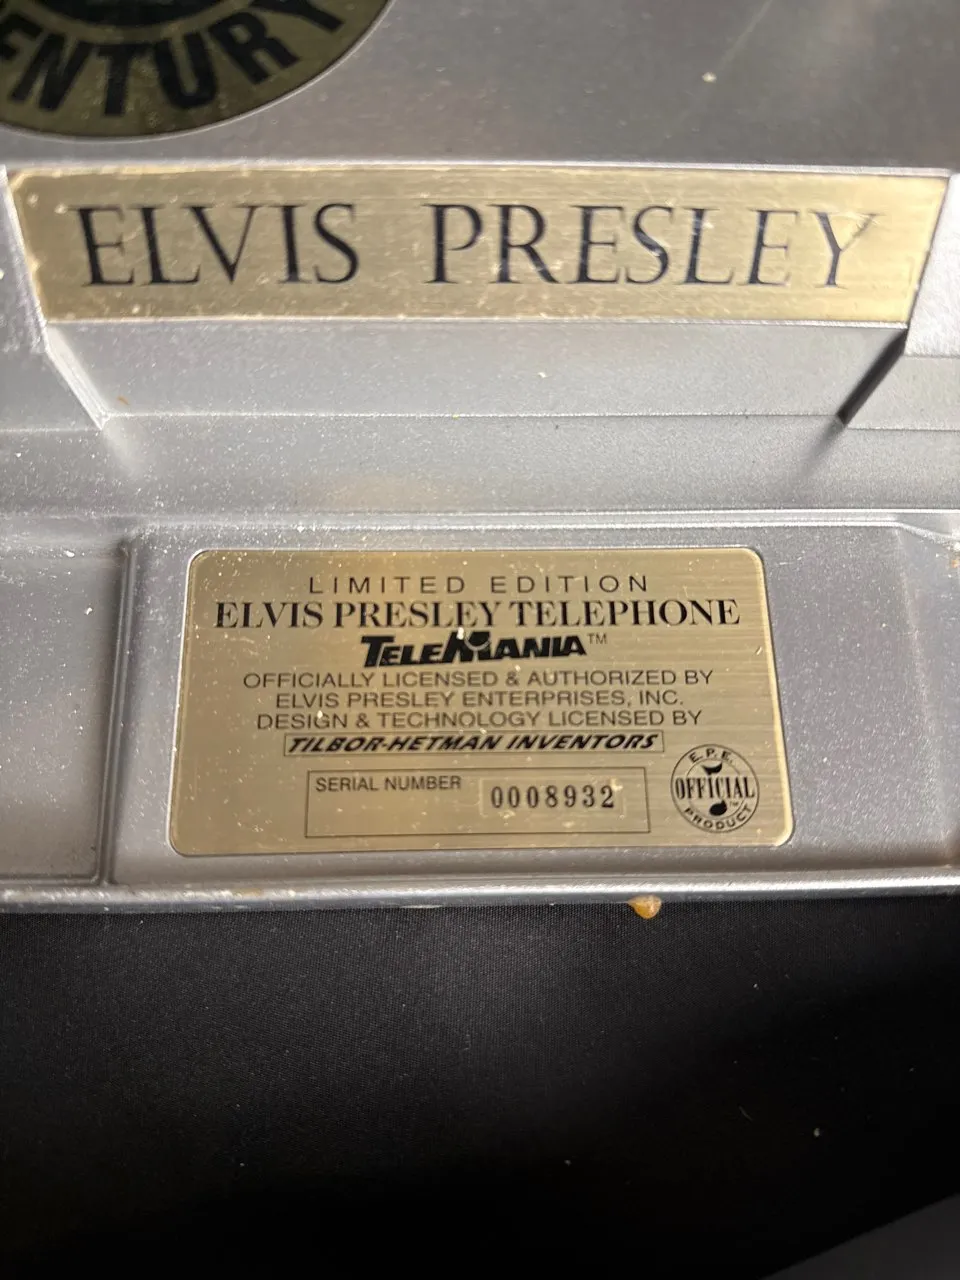 ENTURY
ELVIS PRESLEY
LIMITED EDITION
ELVIS PRESLEY TELEPHONE
TELEMANIA™
OFFICIALLY LICENSED & AUTHORIZED BY
ELVIS PRESLEY ENTERPRISES, INC.
DESIGN & TECHNOLOGY LICENSED BY
TILBOR-HETMAN INVENTORS
SERIAL NUMBER 0008932
E.P.E.
OFFICIAL™
PRODUCT